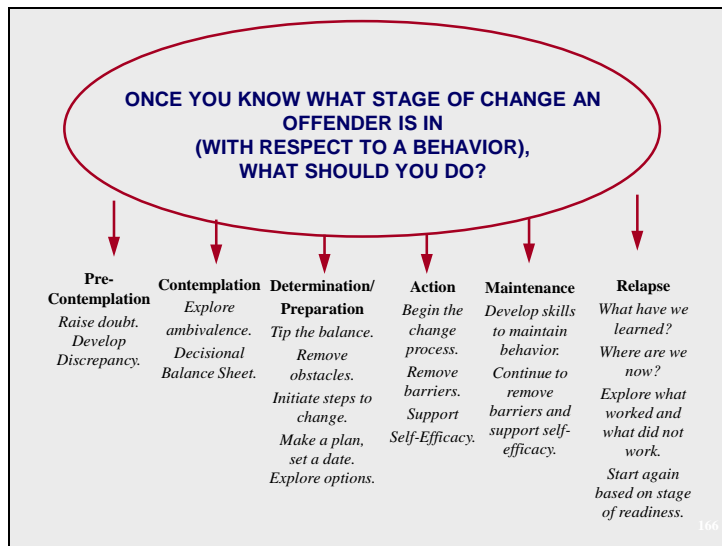 ONCE YOU KNOW WHAT STAGE OF CHANGE AN
OFFENDER IS IN
(WITH RESPECT TO A BEHAVIOR),
WHAT SHOULD YOU DO?
Pre-
Contemplation
Raise doubt.
Develop
Discrepancy.
Contemplation
Explore
ambivalence.
Decisional
Balance Sheet.
Determination/
Preparation
Tip the balance.
Remove
obstacles.
Initiate steps to
change.
Make a plan,
set a date.
Explore options.
Action
Begin the
change
process.
Remove
barriers.
Support
Self-Efficacy.
Maintenance
Develop skills
to maintain
behavior.
Continue to
remove
barriers and
support self-
efficacy.
Relapse
What have we
learned?
Where are we
now?
Explore what
worked and
what did not
work.
Start again
based on stage
of readiness.
166